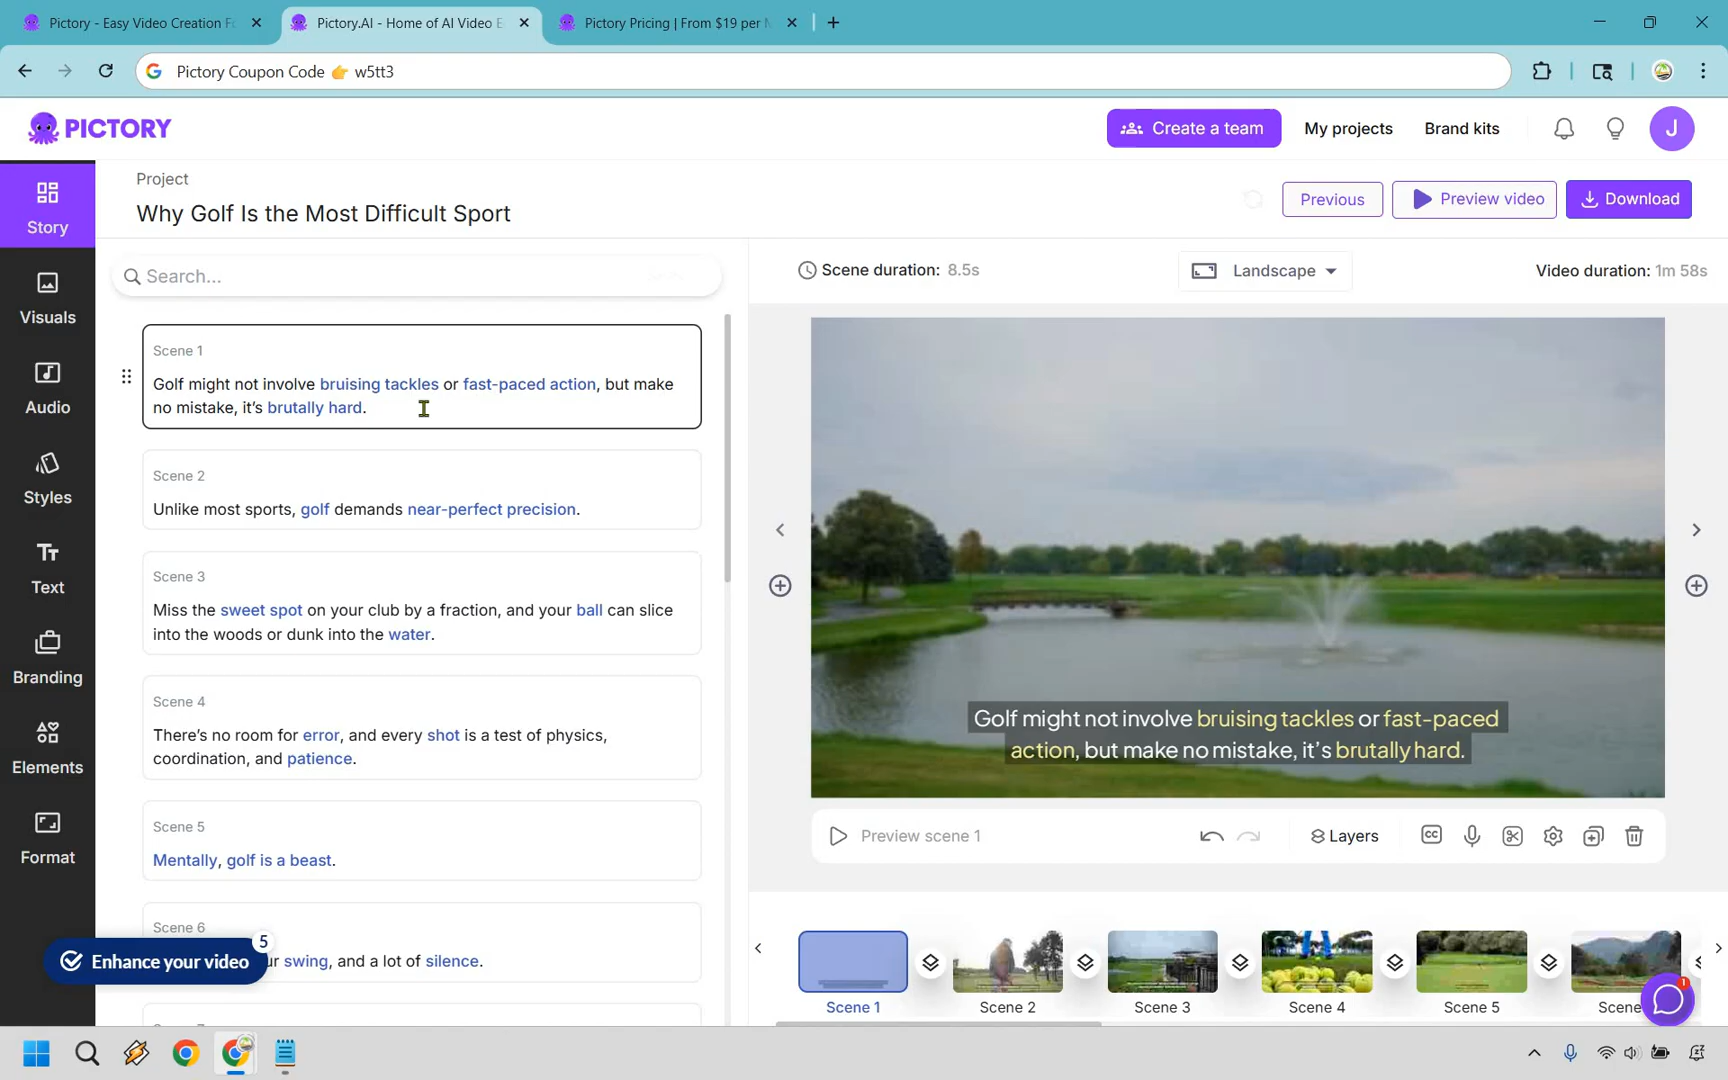 Pictory - Easy Video Creation F
Pictory.AI - Home of AI Video E
Pictory Pricing | From $19 per M
Pictory Coupon Code 👉 w5tt3
PICTORY
Create a team
My projects
Brand kits
J
Project
Why Golf Is the Most Difficult Sport
Previous
Preview video
Download
Story
Visuals
Audio
Styles
Text
Branding
Elements
Format
Search...
Scene 1
Golf might not involve bruising tackles or fast-paced action, but make
no mistake, it's brutally hard.
Scene 2
Unlike most sports, golf demands near-perfect precision.
Scene 3
Miss the sweet spot on your club by a fraction, and your ball can slice
into the woods or dunk into the water.
Scene 4
There's no room for error, and every shot is a test of physics,
coordination, and patience.
Scene 5
Mentally, golf is a beast.
Scene 6
ur swing, and a lot of silence.
Enhance your video
5
Scene duration: 8.5s
Landscape
Video duration: 1m 58s
Golf might not involve bruising tackles or fast-paced
action, but make no mistake, it's brutally hard.
Preview scene 1
Layers
CC
Scene 1
Scene 2
Scene 3
Scene 4
Scene 5
Scene
1